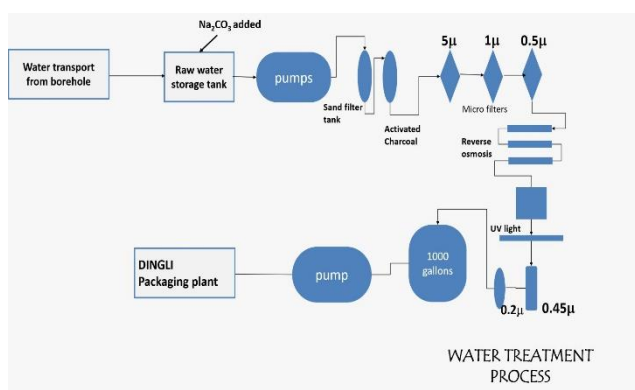 Na₂CO₃ added
Water transport
from borehole
Raw water
storage tank
pumps
Sand filter
tank
Activated
Charcoal
5μ
1μ
0.5μ
Micro filters
Reverse
osmosis
UV light
0.45μ
0.2μ
1000
gallons
pump
DINGLI
Packaging plant
WATER TREATMENT
PROCESS